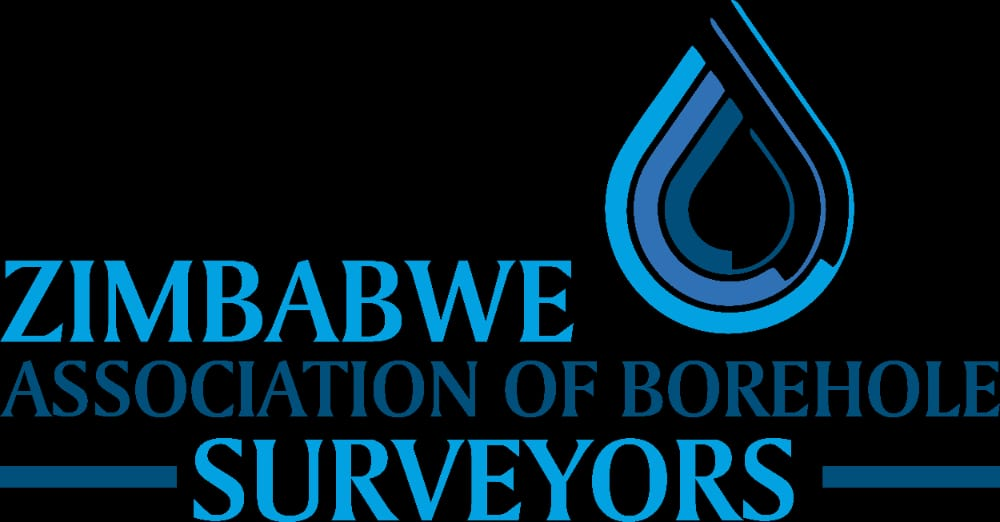 ZIMBABWE
ASSOCIATION OF BOREHOLE
SURVEYORS